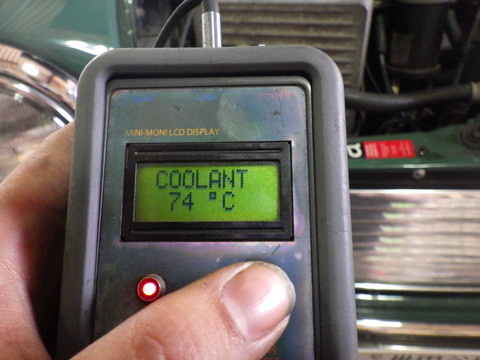 MINI-MONI LCD DISPLAY
COOLANT
74 °C